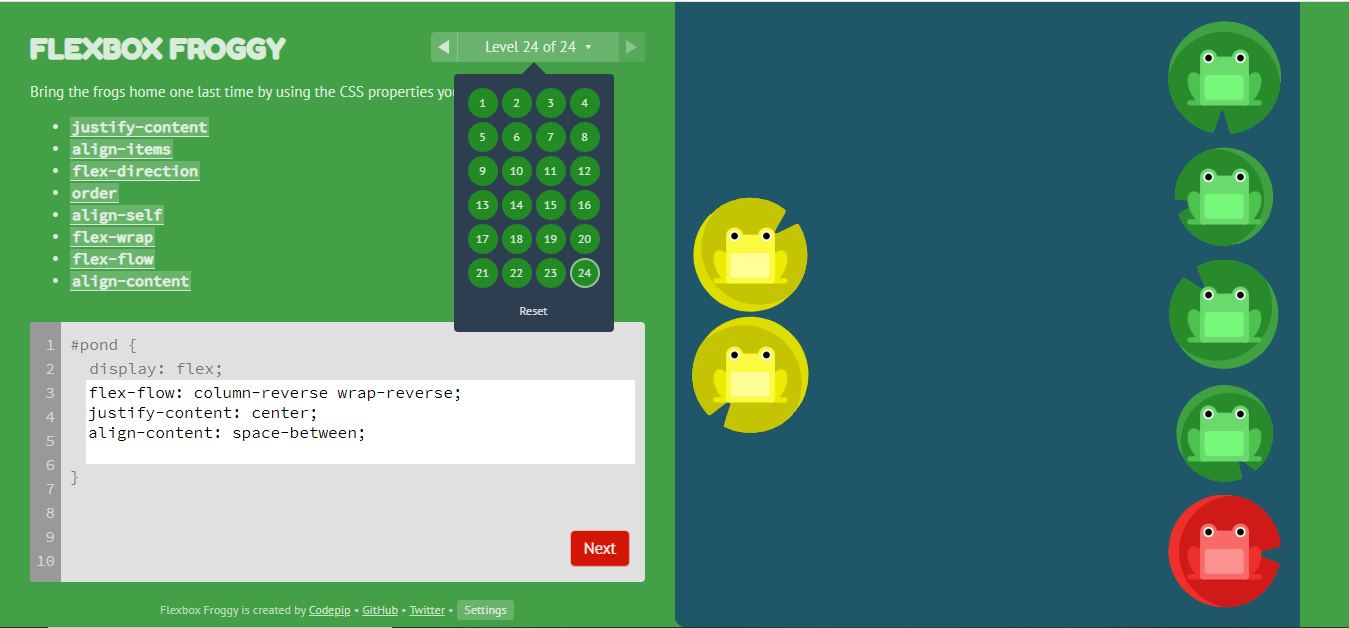 FLEXBOX FROGGY
◀ Level 24 of 24 ▾ ▶
Bring the frogs home one last time by using the CSS properties
justify-content
align-items
flex-direction
order
align-self
flex-wrap
flex-flow
align-content
1 2 3 4
5 6 7 8
9 10 11 12
13 14 15 16
17 18 19 20
21 22 23 24
Reset
1 #pond {
2 display: flex;
3 flex-flow: column-reverse wrap-reverse;
4 justify-content: center;
5 align-content: space-between;
6 }
7
8
9
10
Next
Flexbox Froggy is created by Codepip • GitHub • Twitter • Settings